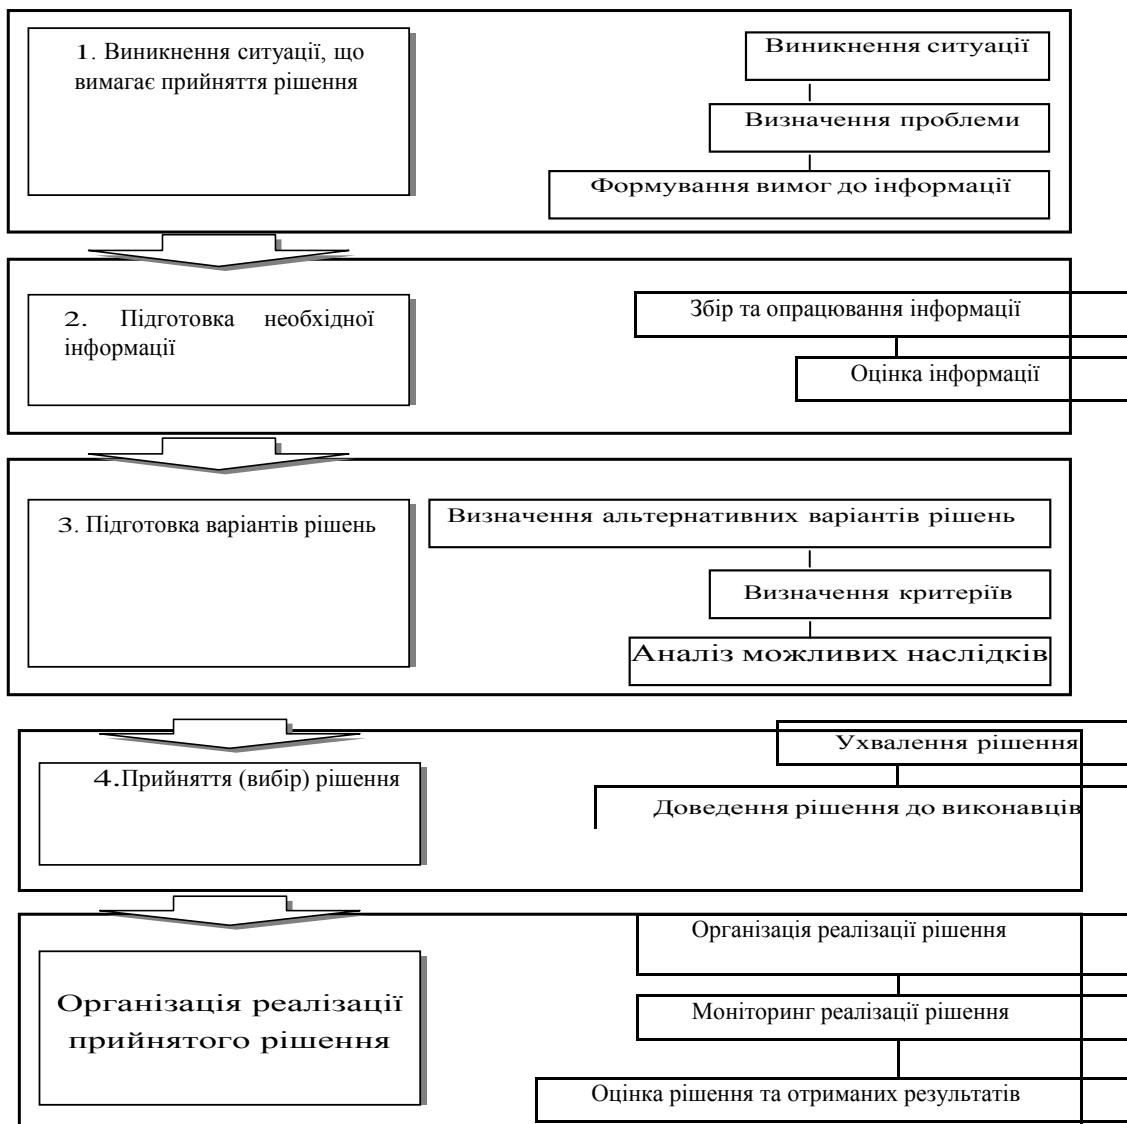 1. Виникнення ситуації, що
вимагає прийняття рішення
Виникнення ситуації
Визначення проблеми
Формування вимог до інформації
2. Підготовка необхідної
інформації
Збір та опрацювання інформації
Оцінка інформації
3. Підготовка варіантів рішень
Визначення альтернативних варіантів рішень
Визначення критеріїв
Аналіз можливих наслідків
4.Прийняття (вибір) рішення
Ухвалення рішення
Доведення рішення до виконавців
Організація реалізації
прийнятого рішення
Організація реалізації рішення
Моніторинг реалізації рішення
Оцінка рішення та отриманих результатів